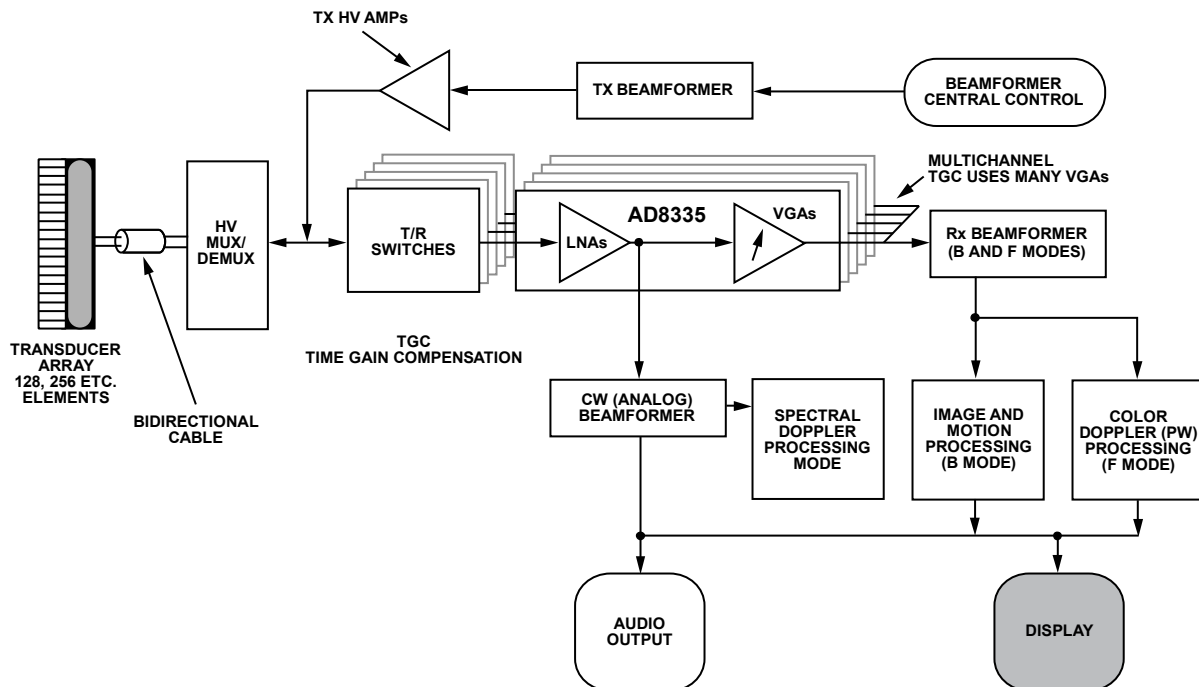 TX HV AMPs
TX BEAMFORMER
BEAMFORMER
CENTRAL CONTROL
HV
MUX/
DEMUX
T/R
SWITCHES
LNAs
AD8335
VGAs
MULTICHANNEL
TGC USES MANY VGAs
Rx BEAMFORMER
(B AND F MODES)
TRANSDUCER
ARRAY
128, 256 ETC.
ELEMENTS
BIDIRECTIONAL
CABLE
TGC
TIME GAIN COMPENSATION
CW (ANALOG)
BEAMFORMER
SPECTRAL
DOPPLER
PROCESSING
MODE
IMAGE AND
MOTION
PROCESSING
(B MODE)
COLOR
DOPPLER (PW)
PROCESSING
(F MODE)
AUDIO
OUTPUT
DISPLAY